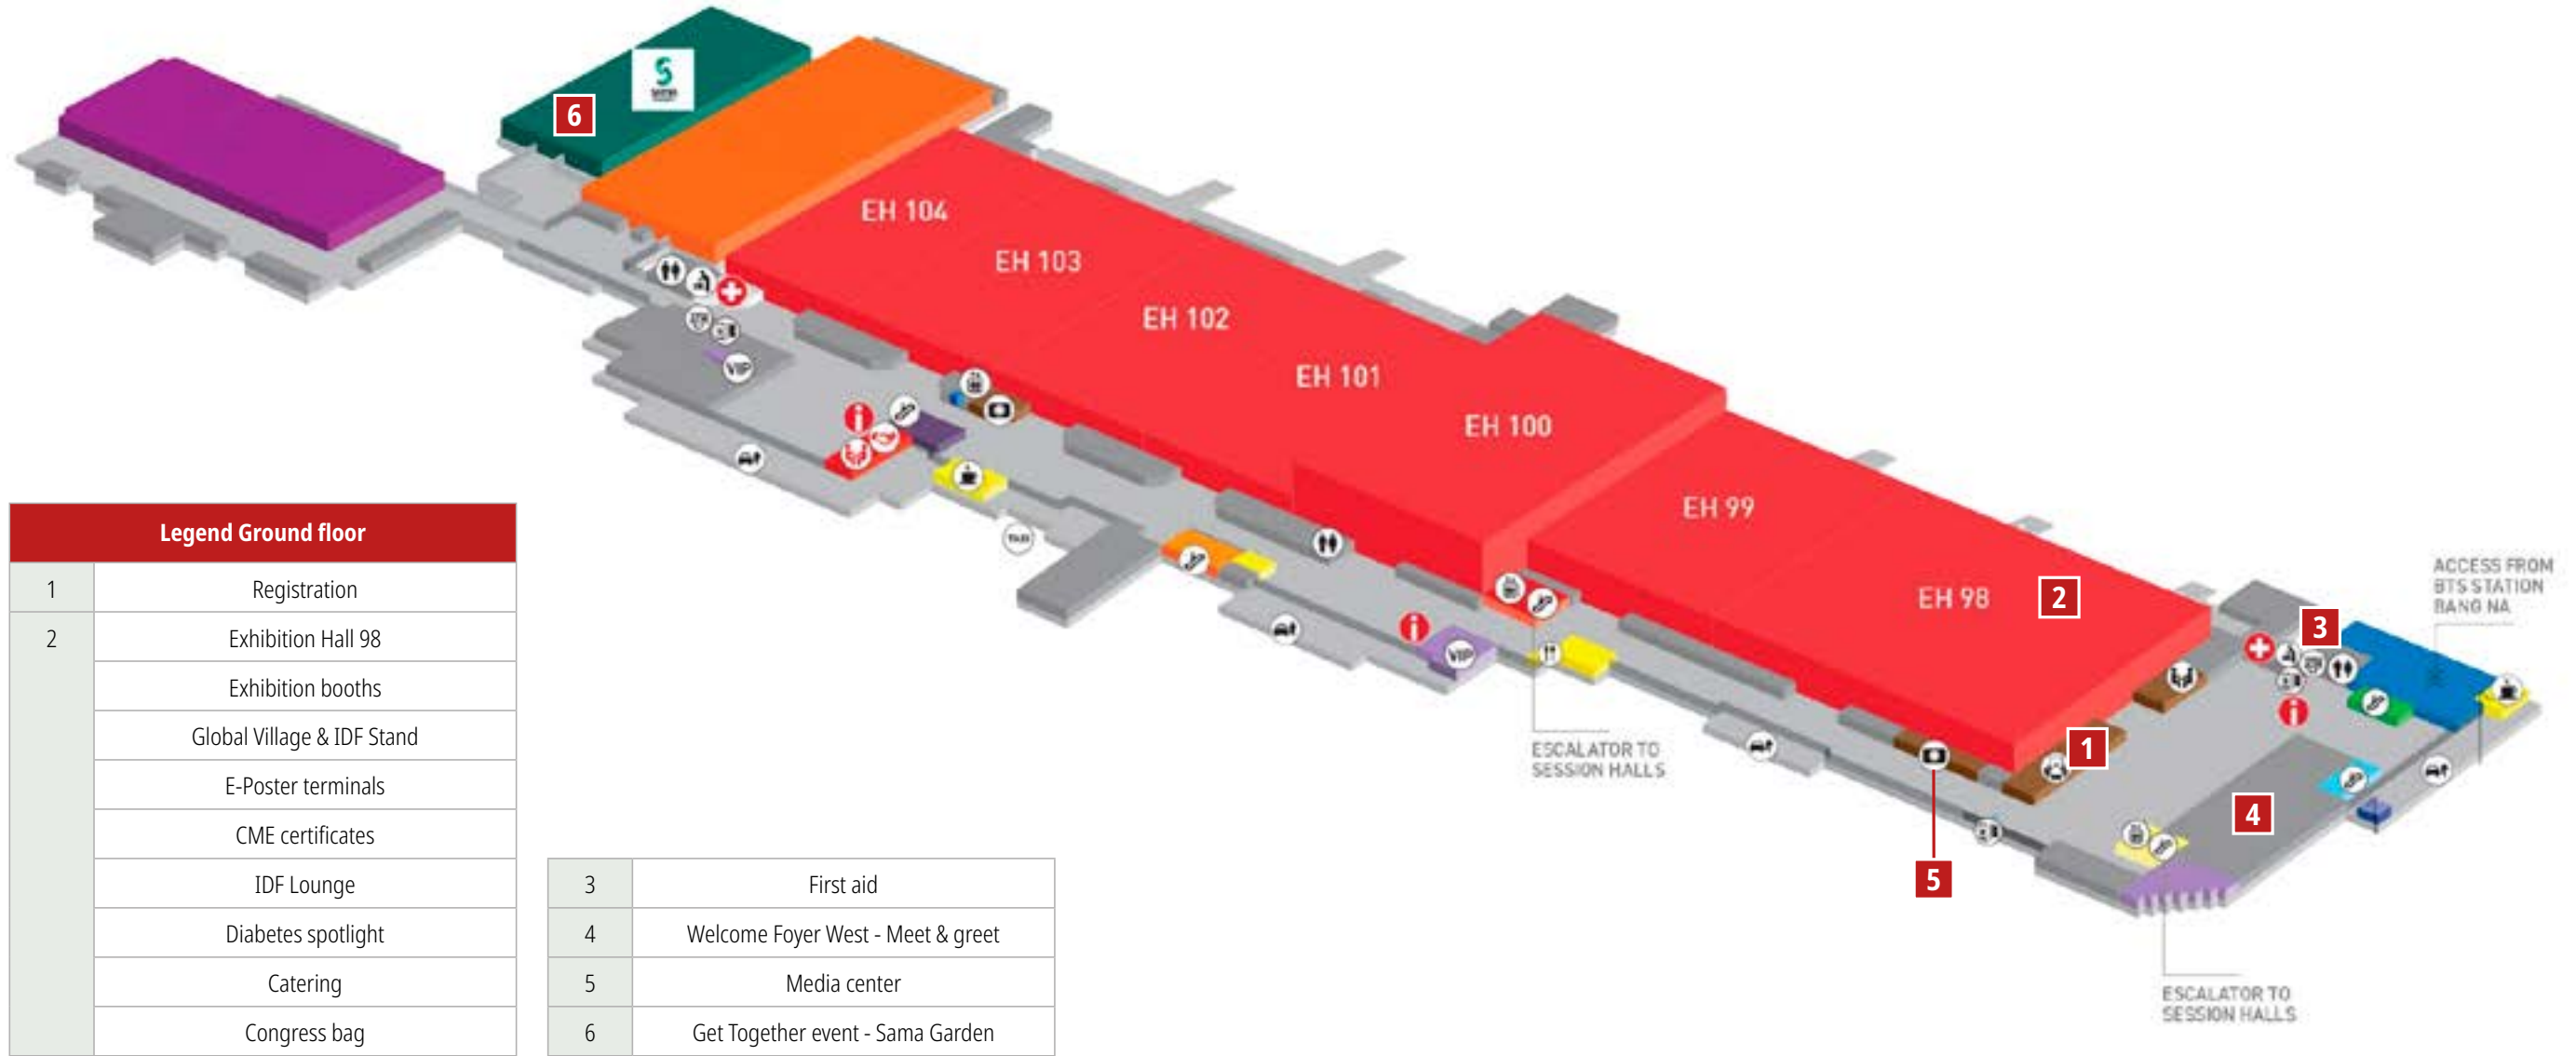 6
EH 104
EH 103
EH 102
EH 101
EH 100
EH 99
EH 98
2
3
1
4
5
VIP
VIP
ACCESS FROM
BTS STATION
BANG NA
ESCALATOR TO
SESSION HALLS
ESCALATOR TO
SESSION HALLS
Legend Ground floor
1 Registration
2 Exhibition Hall 98
Exhibition booths
Global Village & IDF Stand
E-Poster terminals
CME certificates
IDF Lounge
Diabetes spotlight
Catering
Congress bag
3 First aid
4 Welcome Foyer West - Meet & greet
5 Media center
6 Get Together event - Sama Garden